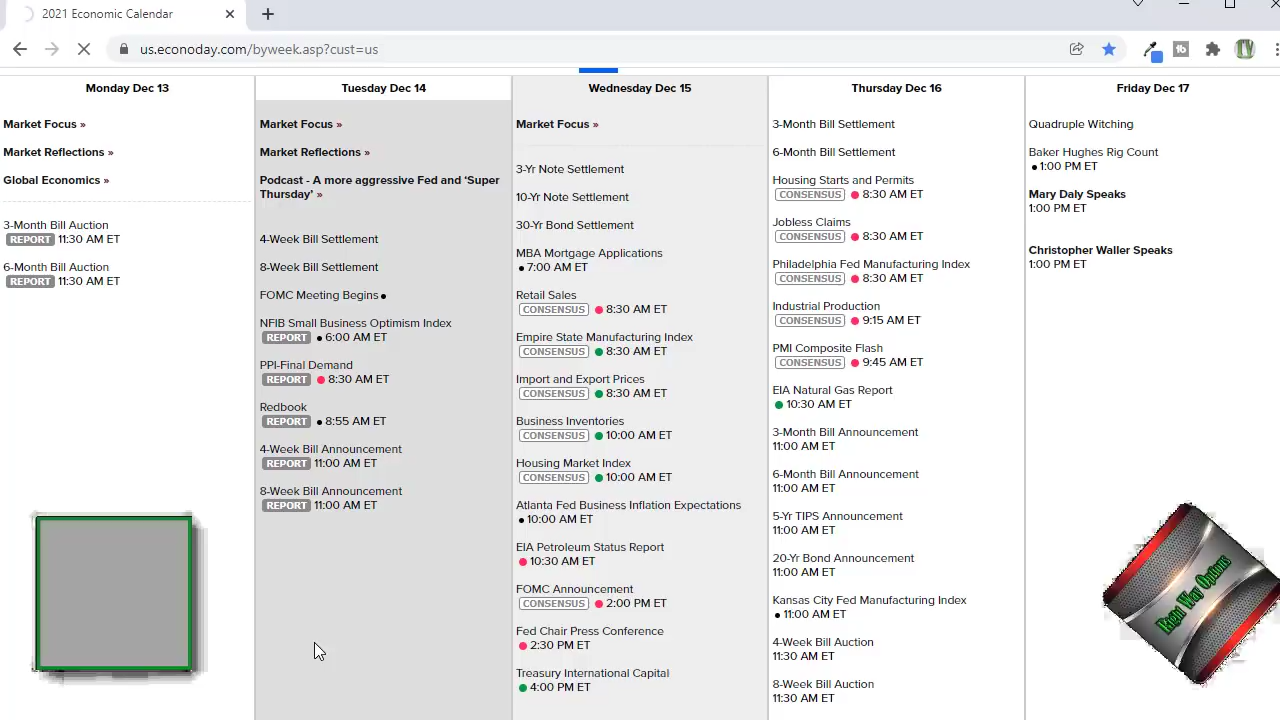 2021 Economic Calendar
us.econoday.com/byweek.asp?cust=us
Monday Dec 13
Market Focus »
Market Reflections »
Global Economics »
3-Month Bill Auction
REPORT 11:30 AM ET
6-Month Bill Auction
REPORT 11:30 AM ET
Tuesday Dec 14
Market Focus »
Market Reflections »
Podcast - A more aggressive Fed and ‘Super
Thursday’ »
4-Week Bill Settlement
8-Week Bill Settlement
FOMC Meeting Begins
NFIB Small Business Optimism Index
REPORT 6:00 AM ET
PPI-Final Demand
REPORT 8:30 AM ET
Redbook
REPORT 8:55 AM ET
4-Week Bill Announcement
REPORT 11:00 AM ET
8-Week Bill Announcement
REPORT 11:00 AM ET
Wednesday Dec 15
Market Focus »
3-Yr Note Settlement
10-Yr Note Settlement
30-Yr Bond Settlement
MBA Mortgage Applications
7:00 AM ET
Retail Sales
CONSENSUS 8:30 AM ET
Empire State Manufacturing Index
CONSENSUS 8:30 AM ET
Import and Export Prices
CONSENSUS 8:30 AM ET
Business Inventories
CONSENSUS 10:00 AM ET
Housing Market Index
CONSENSUS 10:00 AM ET
Atlanta Fed Business Inflation Expectations
10:00 AM ET
EIA Petroleum Status Report
10:30 AM ET
FOMC Announcement
CONSENSUS 2:00 PM ET
Fed Chair Press Conference
2:30 PM ET
Treasury International Capital
4:00 PM ET
Thursday Dec 16
3-Month Bill Settlement
6-Month Bill Settlement
Housing Starts and Permits
CONSENSUS 8:30 AM ET
Jobless Claims
CONSENSUS 8:30 AM ET
Philadelphia Fed Manufacturing Index
CONSENSUS 8:30 AM ET
Industrial Production
CONSENSUS 9:15 AM ET
PMI Composite Flash
CONSENSUS 9:45 AM ET
EIA Natural Gas Report
10:30 AM ET
3-Month Bill Announcement
11:00 AM ET
6-Month Bill Announcement
11:00 AM ET
5-Yr TIPS Announcement
11:00 AM ET
20-Yr Bond Announcement
11:00 AM ET
Kansas City Fed Manufacturing Index
11:00 AM ET
4-Week Bill Auction
11:30 AM ET
8-Week Bill Auction
11:30 AM ET
Friday Dec 17
Quadruple Witching
Baker Hughes Rig Count
1:00 PM ET
Mary Daly Speaks
1:00 PM ET
Christopher Waller Speaks
1:00 PM ET
Right Way Options